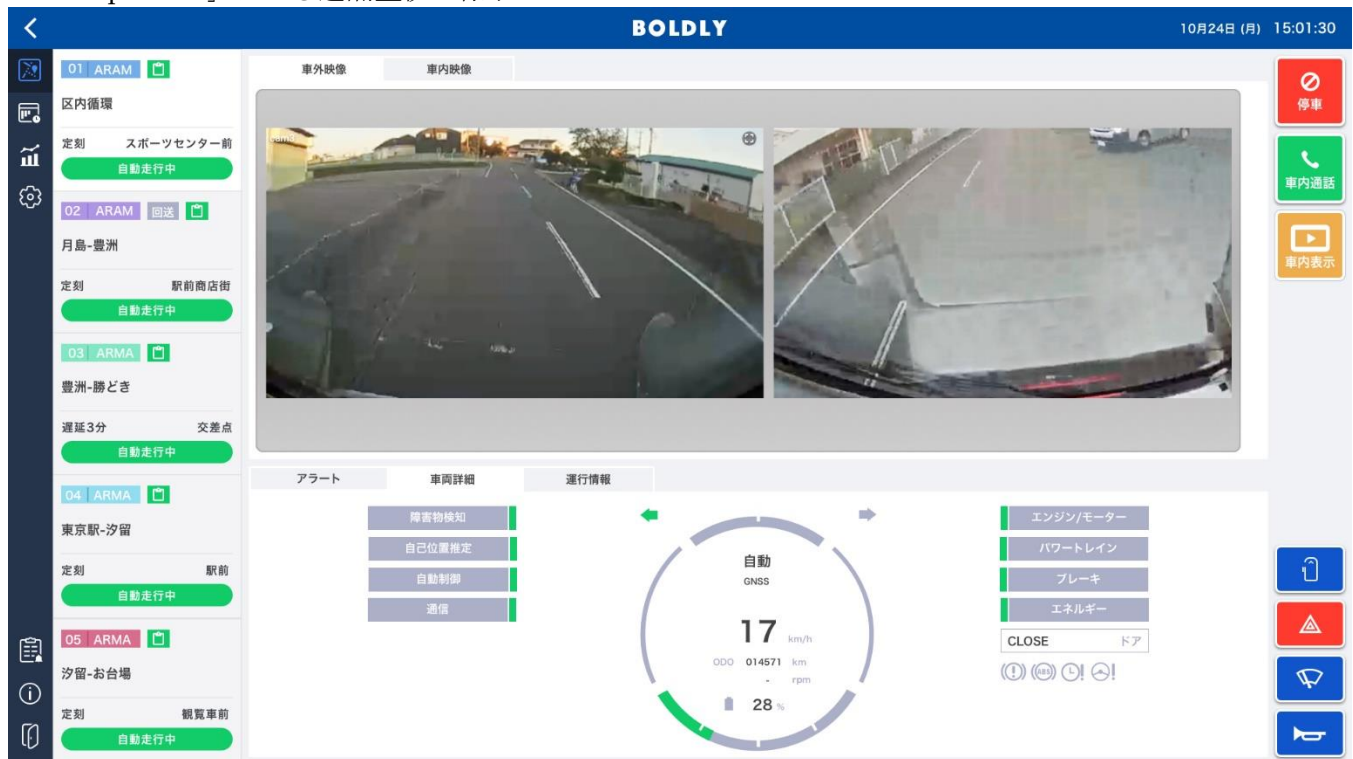 BOLDLY
10月24日 (月) 15:01:30
01 ARAM
区内循環
定刻 スポーツセンター前
自動走行中
02 ARAM 回送
月島-豊洲
定刻 駅前商店街
自動走行中
03 ARMA
豊洲-勝どき
遅延3分 交差点
自動走行中
04 ARMA
東京駅-汐留
定刻 駅前
自動走行中
05 ARMA
汐留-お台場
定刻 観覧車前
自動走行中
車外映像 車内映像
アラート 車両詳細 運行情報
障害物検知
自己位置推定
自動制御
通信
自動
GNSS
17 km/h
ODO 014571 km
- rpm
28 %
エンジン/モーター
パワートレイン
ブレーキ
エネルギー
CLOSE ドア
ABS
停車
車内通話
車内表示